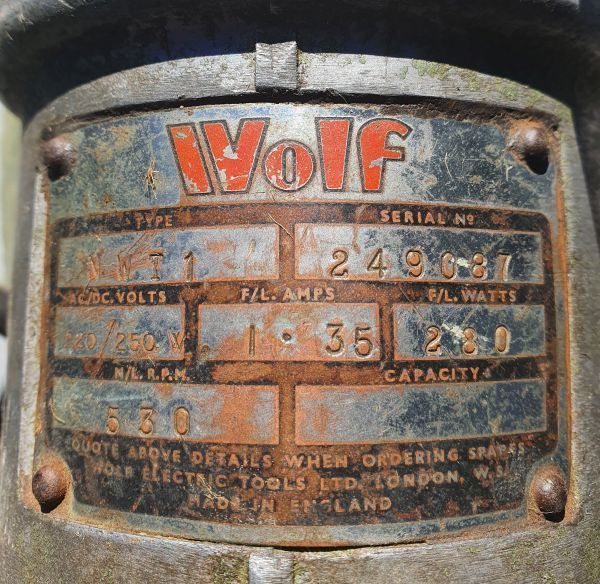 Wolf
TYPE SERIAL Nº
249087
AC/DC. VOLTS F/L. AMPS F/L. WATTS
220/250 V 1·35 280
N/L. R.P.M. CAPACITY
530
QUOTE ABOVE DETAILS WHEN ORDERING SPARES
WOLF ELECTRIC TOOLS LTD. LONDON, W.5.
MADE IN ENGLAND